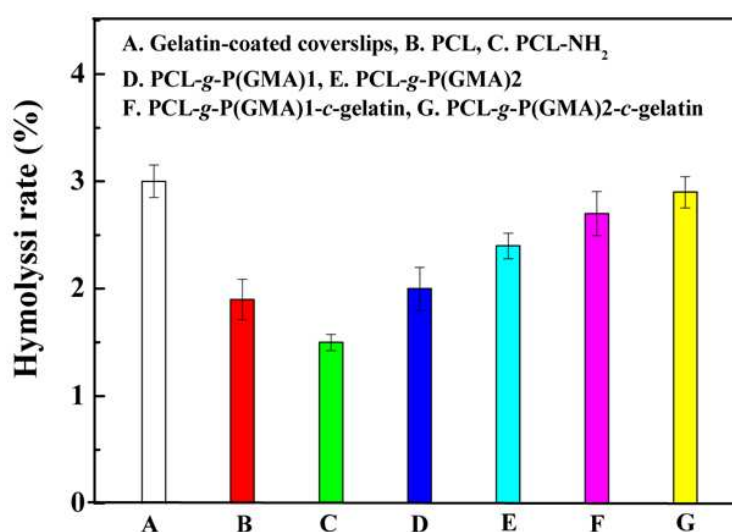 A. Gelatin-coated coverslips, B. PCL, C. PCL-NH2
D. PCL-g-P(GMA)1, E. PCL-g-P(GMA)2
F. PCL-g-P(GMA)1-c-gelatin, G. PCL-g-P(GMA)2-c-gelatin
Hymolyssi rate (%)
4
3
2
1
0
A B C D E F G